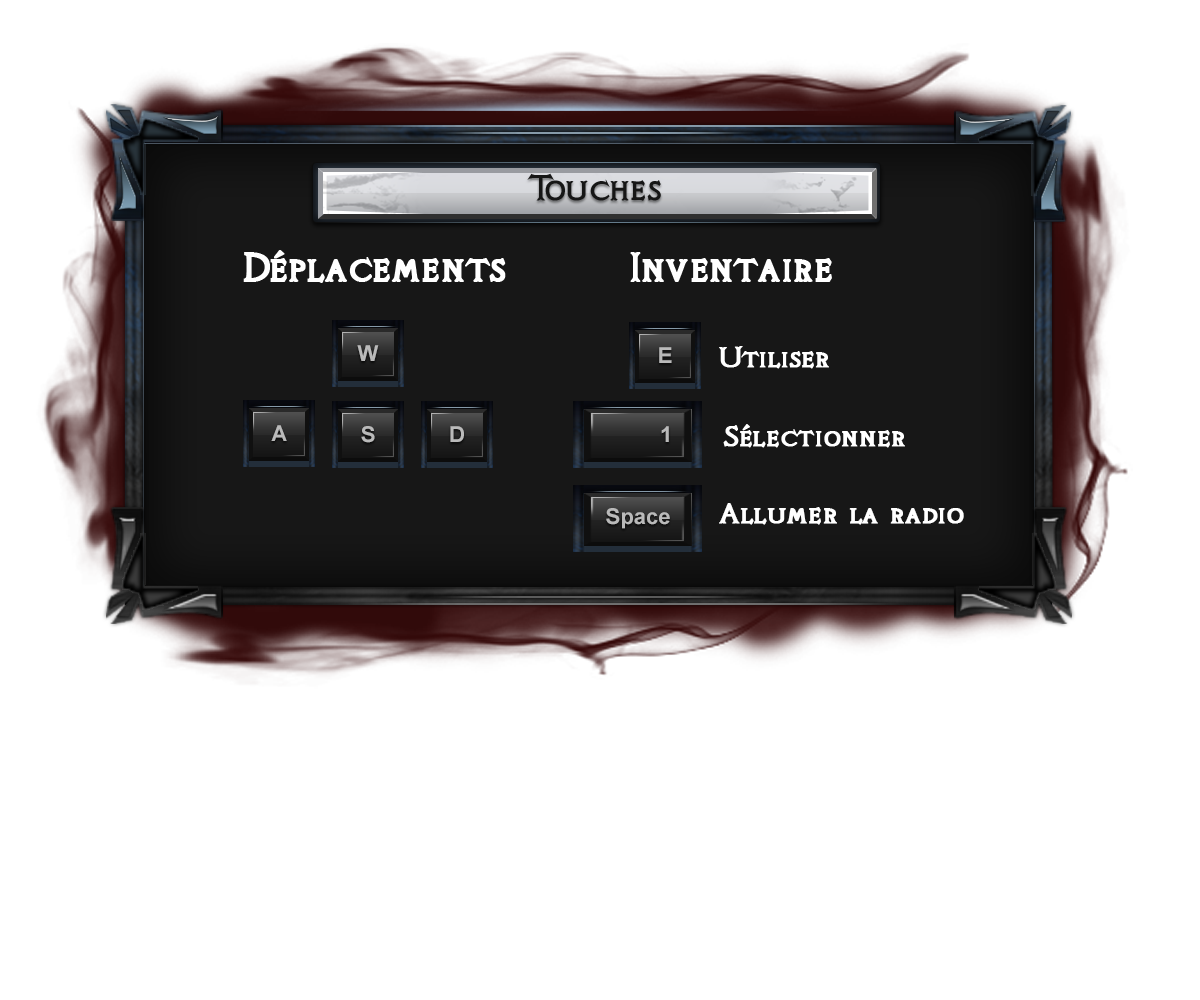 Touches
Déplacements
W
A S D
Inventaire
E Utiliser
1 Sélectionner
Space Allumer la radio